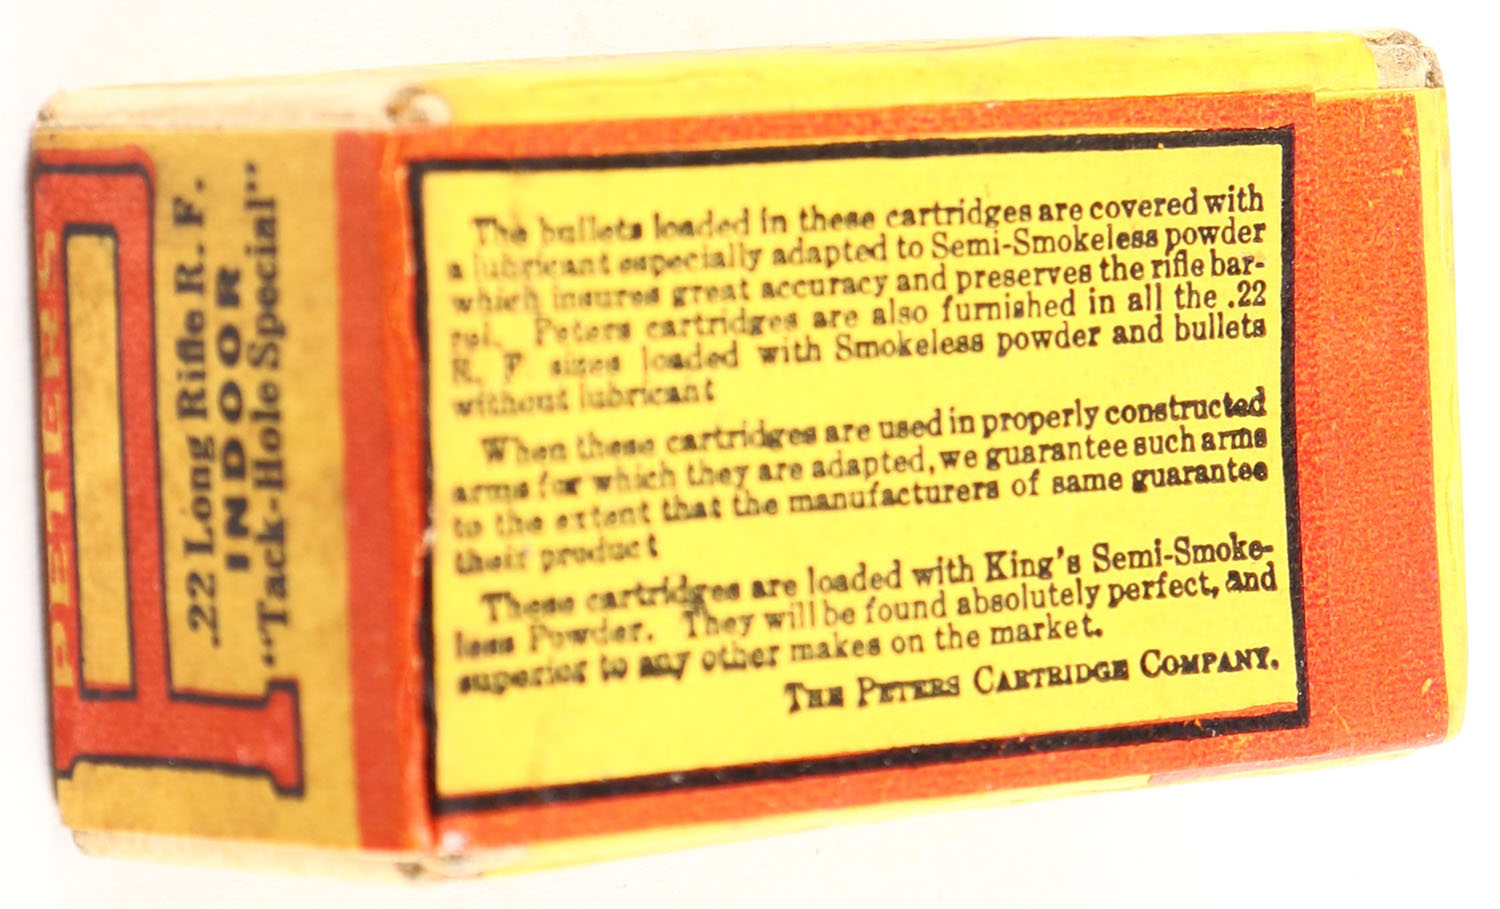 PETERS
.22 Long Rifle R. F.
INDOOR
"Tack-Hole Special"
The bullets loaded in these cartridges are covered with
a lubricant especially adapted to Semi-Smokeless powder
which insures great accuracy and preserves the rifle bar-
rel. Peters cartridges are also furnished in all the .22
R. F. sizes loaded with Smokeless powder and bullets
without lubricant
When these cartridges are used in properly constructed
arms for which they are adapted, we guarantee such arms
to the extent that the manufacturers of same guarantee
their product
These cartridges are loaded with King's Semi-Smoke-
less Powder. They will be found absolutely perfect, and
superior to any other makes on the market.
THE PETERS CARTRIDGE COMPANY.